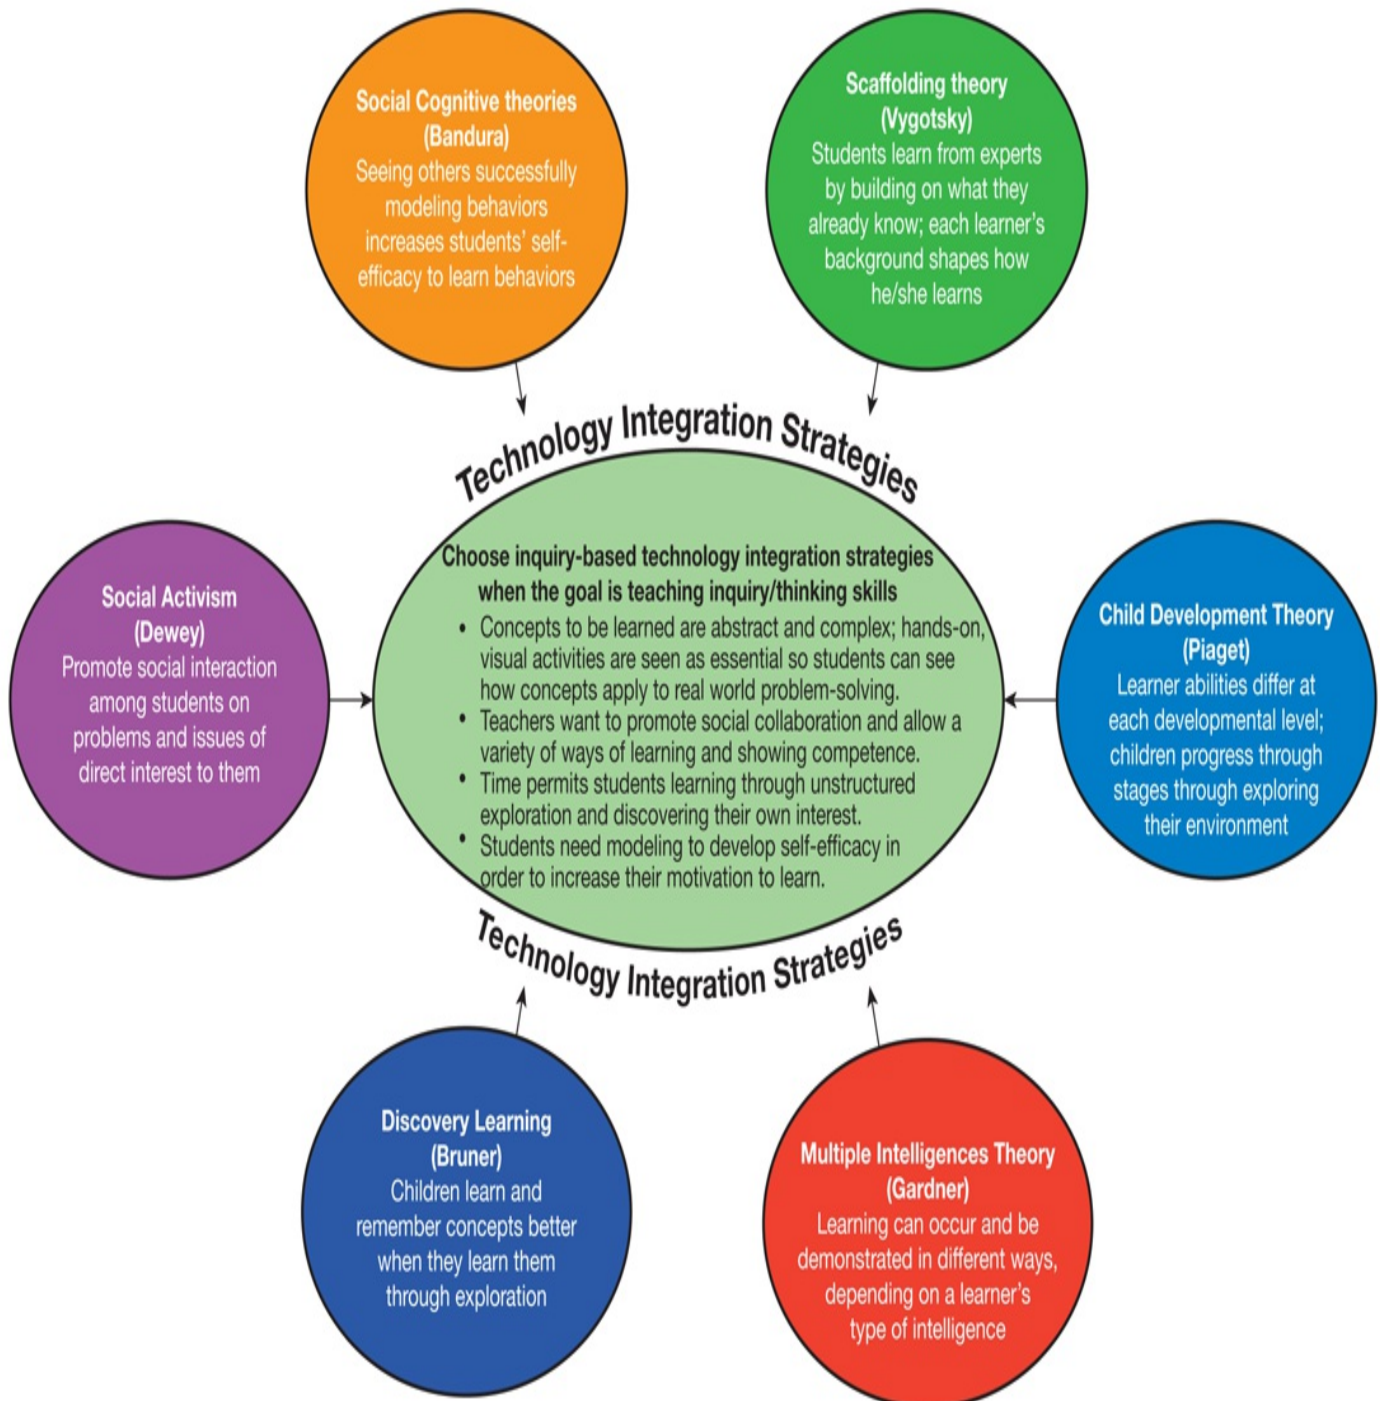 Social Cognitive theories
(Bandura)
Seeing others successfully
modeling behaviors
increases students' self-
efficacy to learn behaviors
Scaffolding theory
(Vygotsky)
Students learn from experts
by building on what they
already know; each learner's
background shapes how
he/she learns
Technology Integration Strategies
Social Activism
(Dewey)
Promote social interaction
among students on
problems and issues of
direct interest to them
Choose inquiry-based technology integration strategies
when the goal is teaching inquiry/thinking skills
• Concepts to be learned are abstract and complex; hands-on,
visual activities are seen as essential so students can see
how concepts apply to real world problem-solving.
• Teachers want to promote social collaboration and allow a
variety of ways of learning and showing competence.
• Time permits students learning through unstructured
exploration and discovering their own interest.
• Students need modeling to develop self-efficacy in
order to increase their motivation to learn.
Child Development Theory
(Piaget)
Learner abilities differ at
each developmental level;
children progress through
stages through exploring
their environment
Technology Integration Strategies
Discovery Learning
(Bruner)
Children learn and
remember concepts better
when they learn them
through exploration
Multiple Intelligences Theory
(Gardner)
Learning can occur and be
demonstrated in different ways,
depending on a learner's
type of intelligence